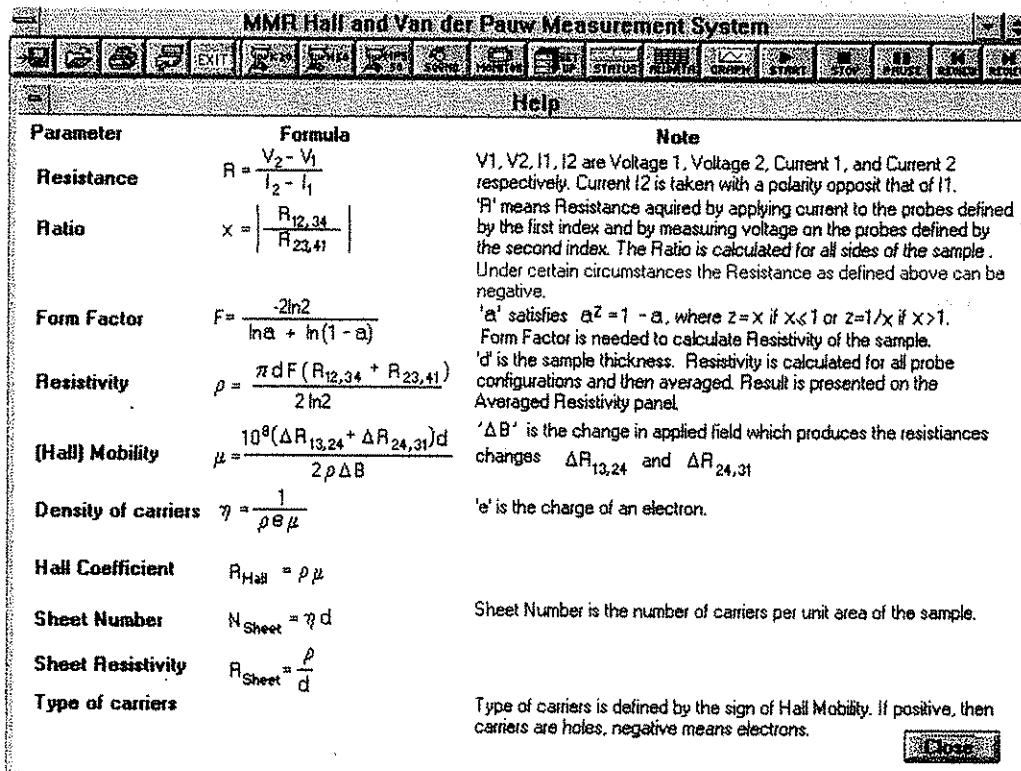 MMR Hall and Van der Pauw Measurement System
EXIT STATUS GRAPH START STOP PAUSE
Help
Parameter Formula Note
Resistance R = (V2 - V1) / (I2 - I1)
V1, V2, I1, I2 are Voltage 1, Voltage 2, Current 1, and Current 2
respectively. Current I2 is taken with a polarity opposit that of I1.
Ratio x = | R12,34 / R23,41 |
'R' means Resistance aquired by applying current to the probes defined
by the first index and by measuring voltage on the probes defined by
the second index. The Ratio is calculated for all sides of the sample .
Under certain circumstances the Resistance as defined above can be
negative.
Form Factor F= -2ln2 / (lna + ln(1 - a))
'a' satisfies a^z = 1 - a, where z=x if x≤1 or z=1/x if x>1.
Form Factor is needed to calculate Resistivity of the sample.
Resistivity ρ = π d F (R12,34 + R23,41) / 2 ln2
'd' is the sample thickness. Resistivity is calculated for all probe
configurations and then averaged. Result is presented on the
Averaged Resistivity panel.
(Hall) Mobility μ = 10^8(ΔR13,24 + ΔR24,31)d / 2ρΔB
'ΔB' is the change in applied field which produces the resistiances
changes ΔR13,24 and ΔR24,31
Density of carriers η = 1 / ρeμ
'e' is the charge of an electron.
Hall Coefficient RHall = ρμ
Sheet Number NSheet = η d
Sheet Number is the number of carriers per unit area of the sample.
Sheet Resistivity RSheet = ρ / d
Type of carriers
Type of carriers is defined by the sign of Hall Mobility. If positive, then
carriers are holes, negative means electrons.
Close